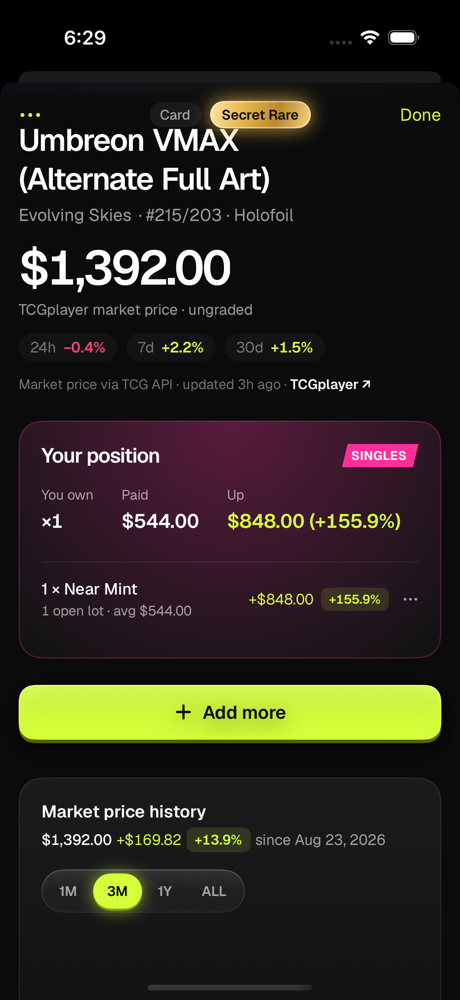 6:29
Card Secret Rare Done
Umbreon VMAX
(Alternate Full Art)
Evolving Skies · #215/203 · Holofoil
$1,392.00
TCGplayer market price · ungraded
24h −0.4% 7d +2.2% 30d +1.5%
Market price via TCG API · updated 3h ago · TCGplayer ↗
Your position SINGLES
You own Paid Up
×1 $544.00 $848.00 (+155.9%)
1 × Near Mint +$848.00 +155.9%
1 open lot · avg $544.00
+ Add more
Market price history
$1,392.00 +$169.82 +13.9% since Aug 23, 2026
1M 3M 1Y ALL